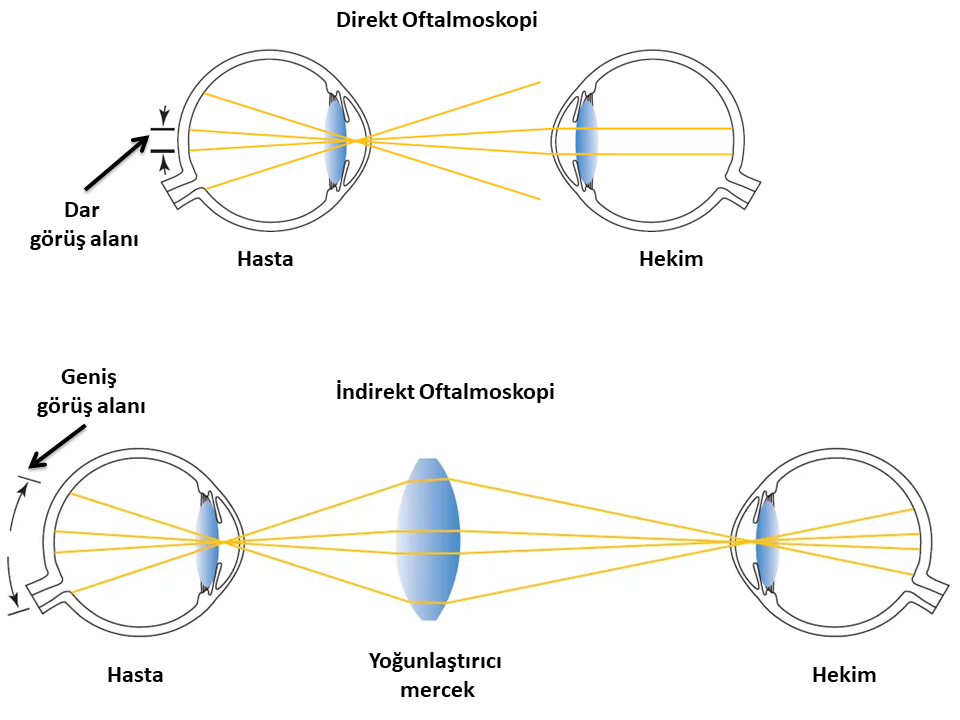 Direkt Oftalmoskopi
Dar
görüş alanı
Hasta
Hekim
Geniş
görüş alanı
İndirekt Oftalmoskopi
Hasta
Yoğunlaştırıcı
mercek
Hekim